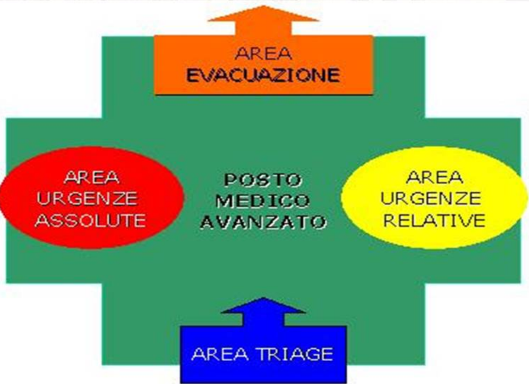 AREA
EVACUAZIONE
AREA
URGENZE
ASSOLUTE
POSTO
MEDICO
AVANZATO
AREA
URGENZE
RELATIVE
AREA TRIAGE